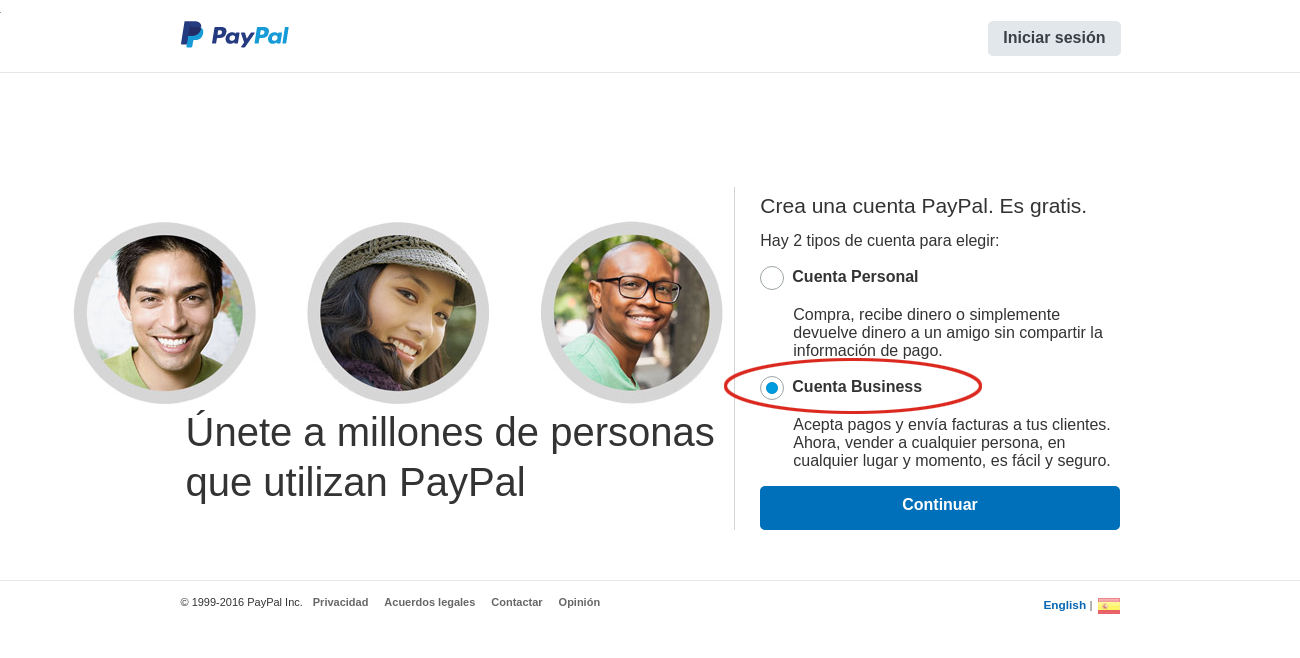 PayPal
Iniciar sesión
Únete a millones de personas
que utilizan PayPal
Crea una cuenta PayPal. Es gratis.
Hay 2 tipos de cuenta para elegir:
Cuenta Personal
Compra, recibe dinero o simplemente
devuelve dinero a un amigo sin compartir la
información de pago.
Cuenta Business
Acepta pagos y envía facturas a tus clientes.
Ahora, vender a cualquier persona, en
cualquier lugar y momento, es fácil y seguro.
Continuar
© 1999-2016 PayPal Inc. Privacidad Acuerdos legales Contactar Opinión
English |